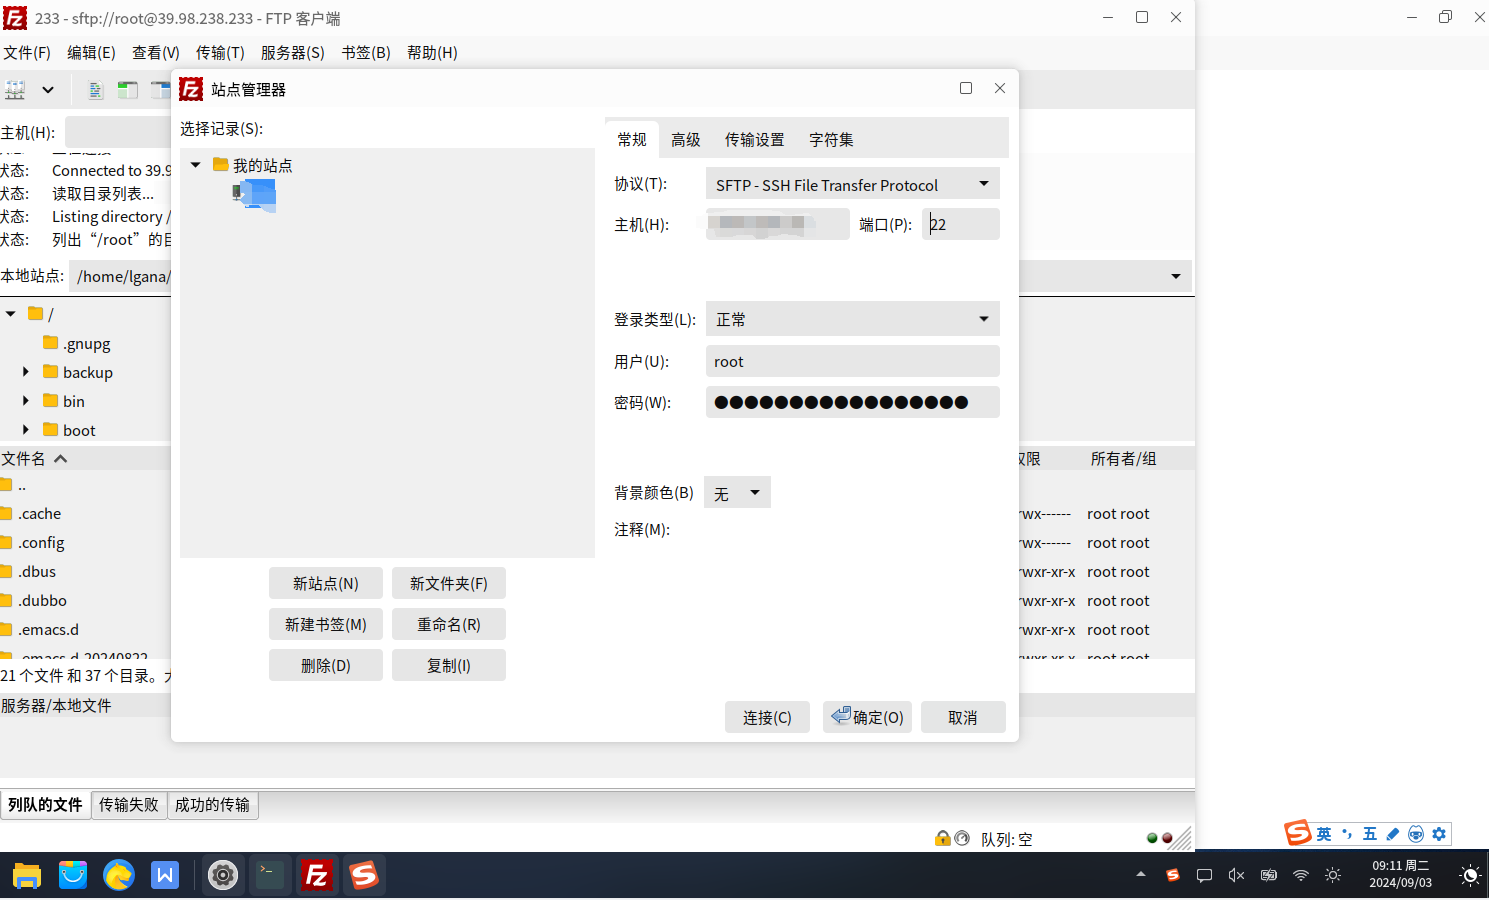 233 - sftp://root@39.98.238.233 - FTP 客户端
文件(F) 编辑(E) 查看(V) 传输(T) 服务器(S) 书签(B) 帮助(H)
站点管理器
主机(H):
选择记录(S):
我的站点
常规 高级 传输设置 字符集
协议(T): SFTP - SSH File Transfer Protocol
主机(H): 端口(P): 22
登录类型(L): 正常
用户(U): root
密码(W): ●●●●●●●●●●●●●●●●●
背景颜色(B) 无
注释(M):
新站点(N) 新文件夹(F)
新建书签(M) 重命名(R)
删除(D) 复制(I)
连接(C) 确定(O) 取消
状态: Connected to 39.9
状态: 读取目录列表...
状态: Listing directory /
状态: 列出“/root”的目
本地站点: /home/lgana/
/
.gnupg
backup
bin
boot
文件名 权限 所有者/组
..
.cache rwx------ root root
.config rwx------ root root
.dbus rwxr-xr-x root root
.dubbo rwxr-xr-x root root
.emacs.d rwxr-xr-x root root
.emacs.d-20240822 rwxr-xr-x root root
21 个文件 和 37 个目录。大
服务器/本地文件
列队的文件 传输失败 成功的传输
队列: 空
英 五
09:11 周二
2024/09/03